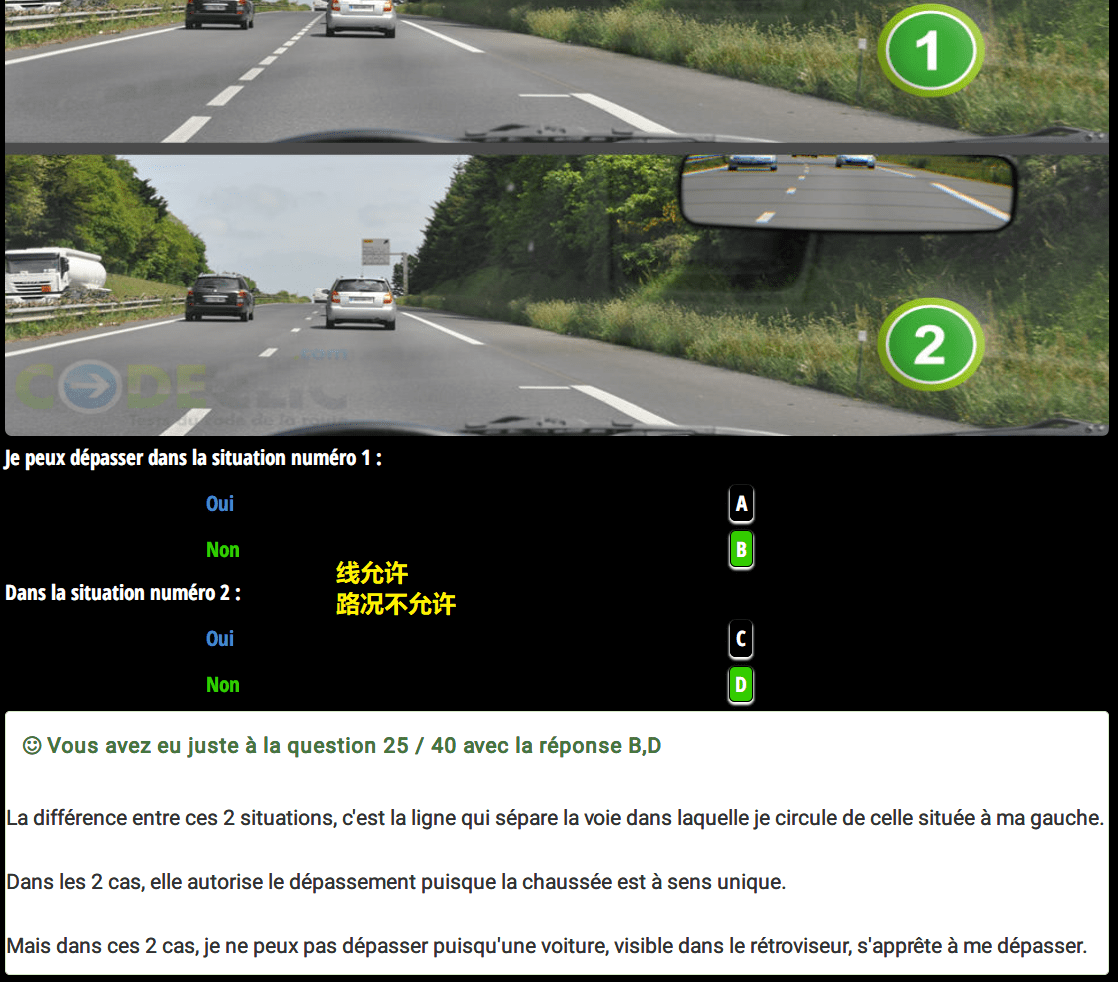 1
2
CODECLIC
Je peux dépasser dans la situation numéro 1 :
Oui
A
Non
B
线允许
Dans la situation numéro 2 :
路况不允许
Oui
C
Non
D
Vous avez eu juste à la question 25 / 40 avec la réponse B,D
La différence entre ces 2 situations, c'est la ligne qui sépare la voie dans laquelle je circule de celle située à ma gauche.
Dans les 2 cas, elle autorise le dépassement puisque la chaussée est à sens unique.
Mais dans ces 2 cas, je ne peux pas dépasser puisqu'une voiture, visible dans le rétroviseur, s'apprête à me dépasser.